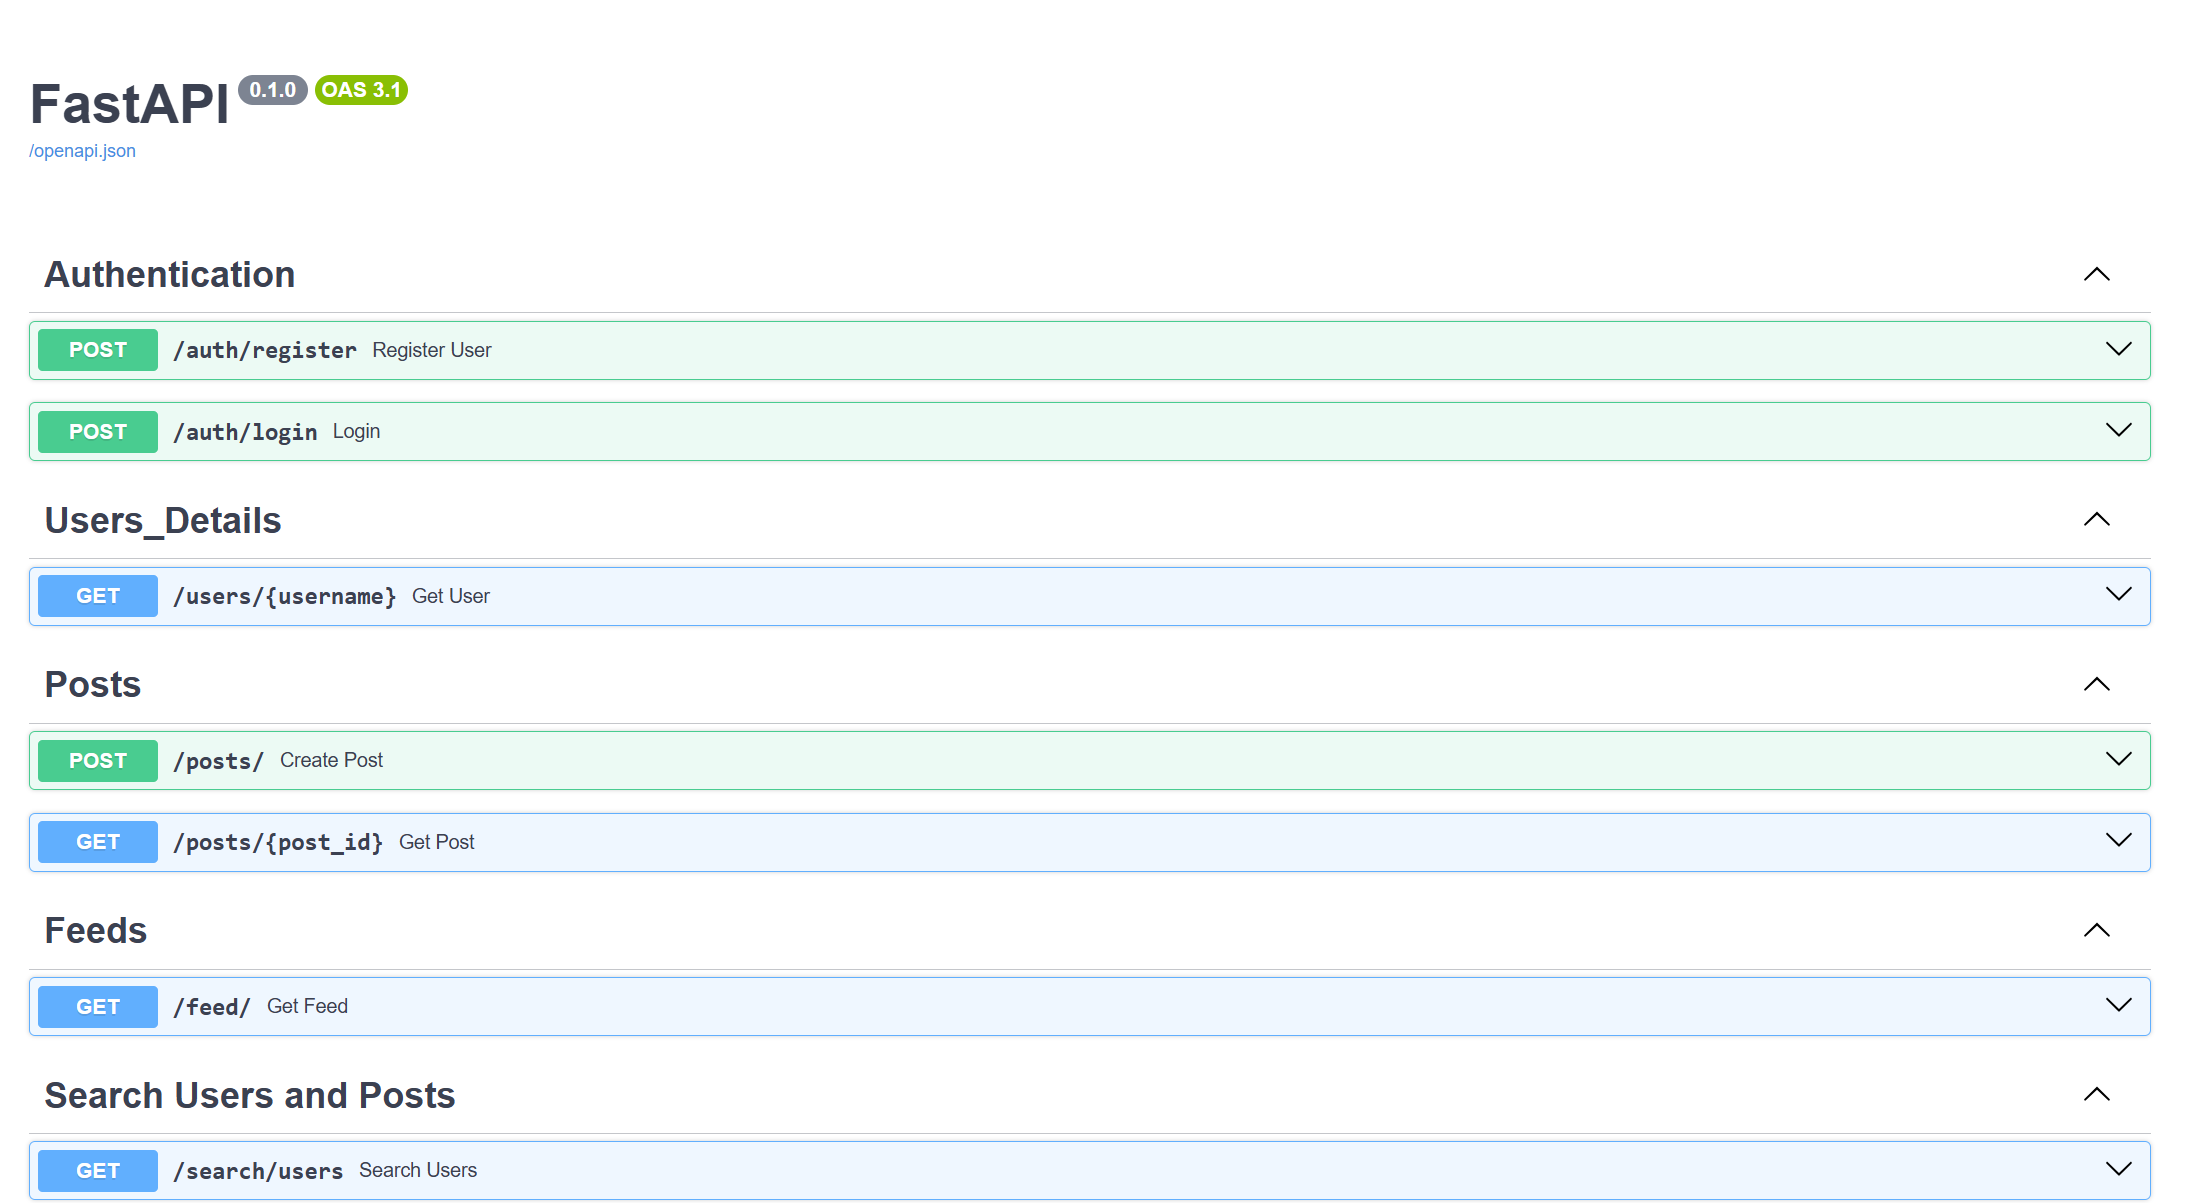 FastAPI 0.1.0 OAS 3.1
/openapi.json
Authentication
POST /auth/register Register User
POST /auth/login Login
Users_Details
GET /users/{username} Get User
Posts
POST /posts/ Create Post
GET /posts/{post_id} Get Post
Feeds
GET /feed/ Get Feed
Search Users and Posts
GET /search/users Search Users